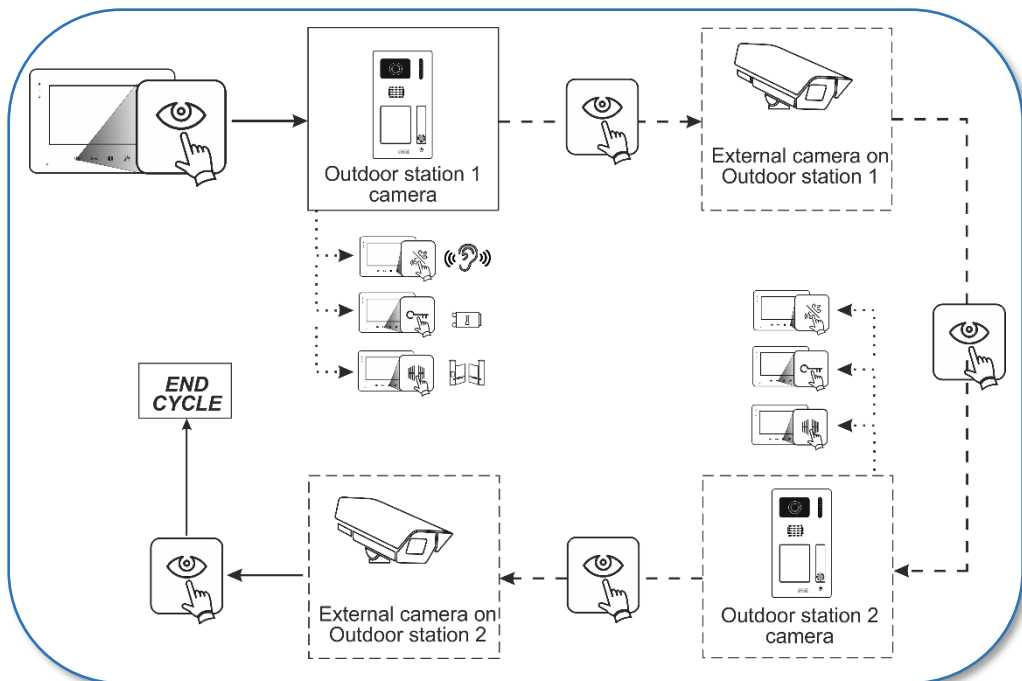 Outdoor station 1
camera
External camera on
Outdoor station 1
END
CYCLE
External camera on
Outdoor station 2
Outdoor station 2
camera